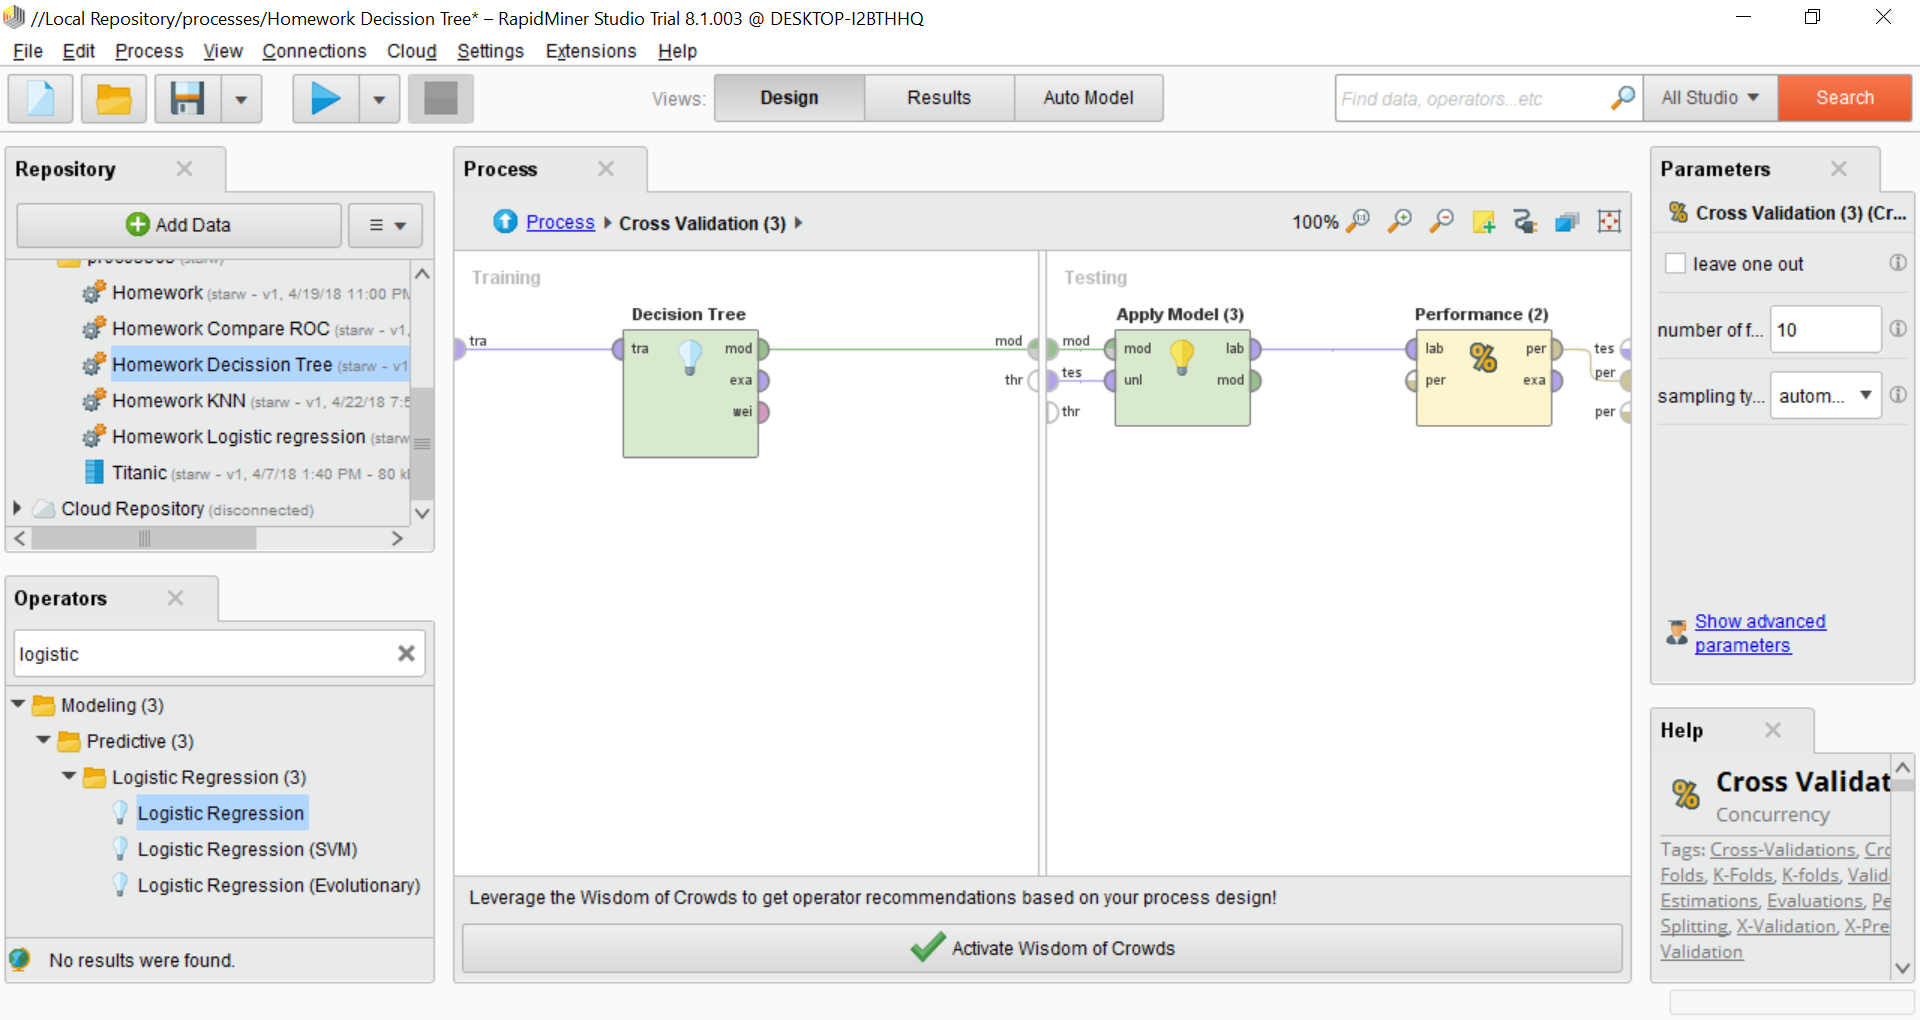 //Local Repository/processes/Homework Decission Tree* – RapidMiner Studio Trial 8.1.003 @ DESKTOP-I2BTHHQ
File Edit Process View Connections Cloud Settings Extensions Help
Views: Design Results Auto Model
Find data, operators...etc All Studio Search
Repository
Add Data
processes (starw)
Homework (starw - v1, 4/19/18 11:00 PM
Homework Compare ROC (starw - v1,
Homework Decission Tree (starw - v1
Homework KNN (starw - v1, 4/22/18 7:5
Homework Logistic regression (starw
Titanic (starw - v1, 4/7/18 1:40 PM - 80 k
Cloud Repository (disconnected)
Operators
logistic
Modeling (3)
Predictive (3)
Logistic Regression (3)
Logistic Regression
Logistic Regression (SVM)
Logistic Regression (Evolutionary)
No results were found.
Process
Process Cross Validation (3)
100%
Training
Decision Tree
tra
tra mod
exa
wei
mod
thr
Testing
mod
tes
thr
Apply Model (3)
mod lab
unl mod
Performance (2)
lab per
per exa
tes
per
per
Leverage the Wisdom of Crowds to get operator recommendations based on your process design!
Activate Wisdom of Crowds
Parameters
Cross Validation (3) (Cr...
leave one out
number of f... 10
sampling ty... autom...
Show advanced
parameters
Help
Cross Validat
Concurrency
Tags: Cross-Validations, Cro
Folds, K-Folds, K-folds, Valid
Estimations, Evaluations, Pe
Splitting, X-Validation, X-Pre
Validation